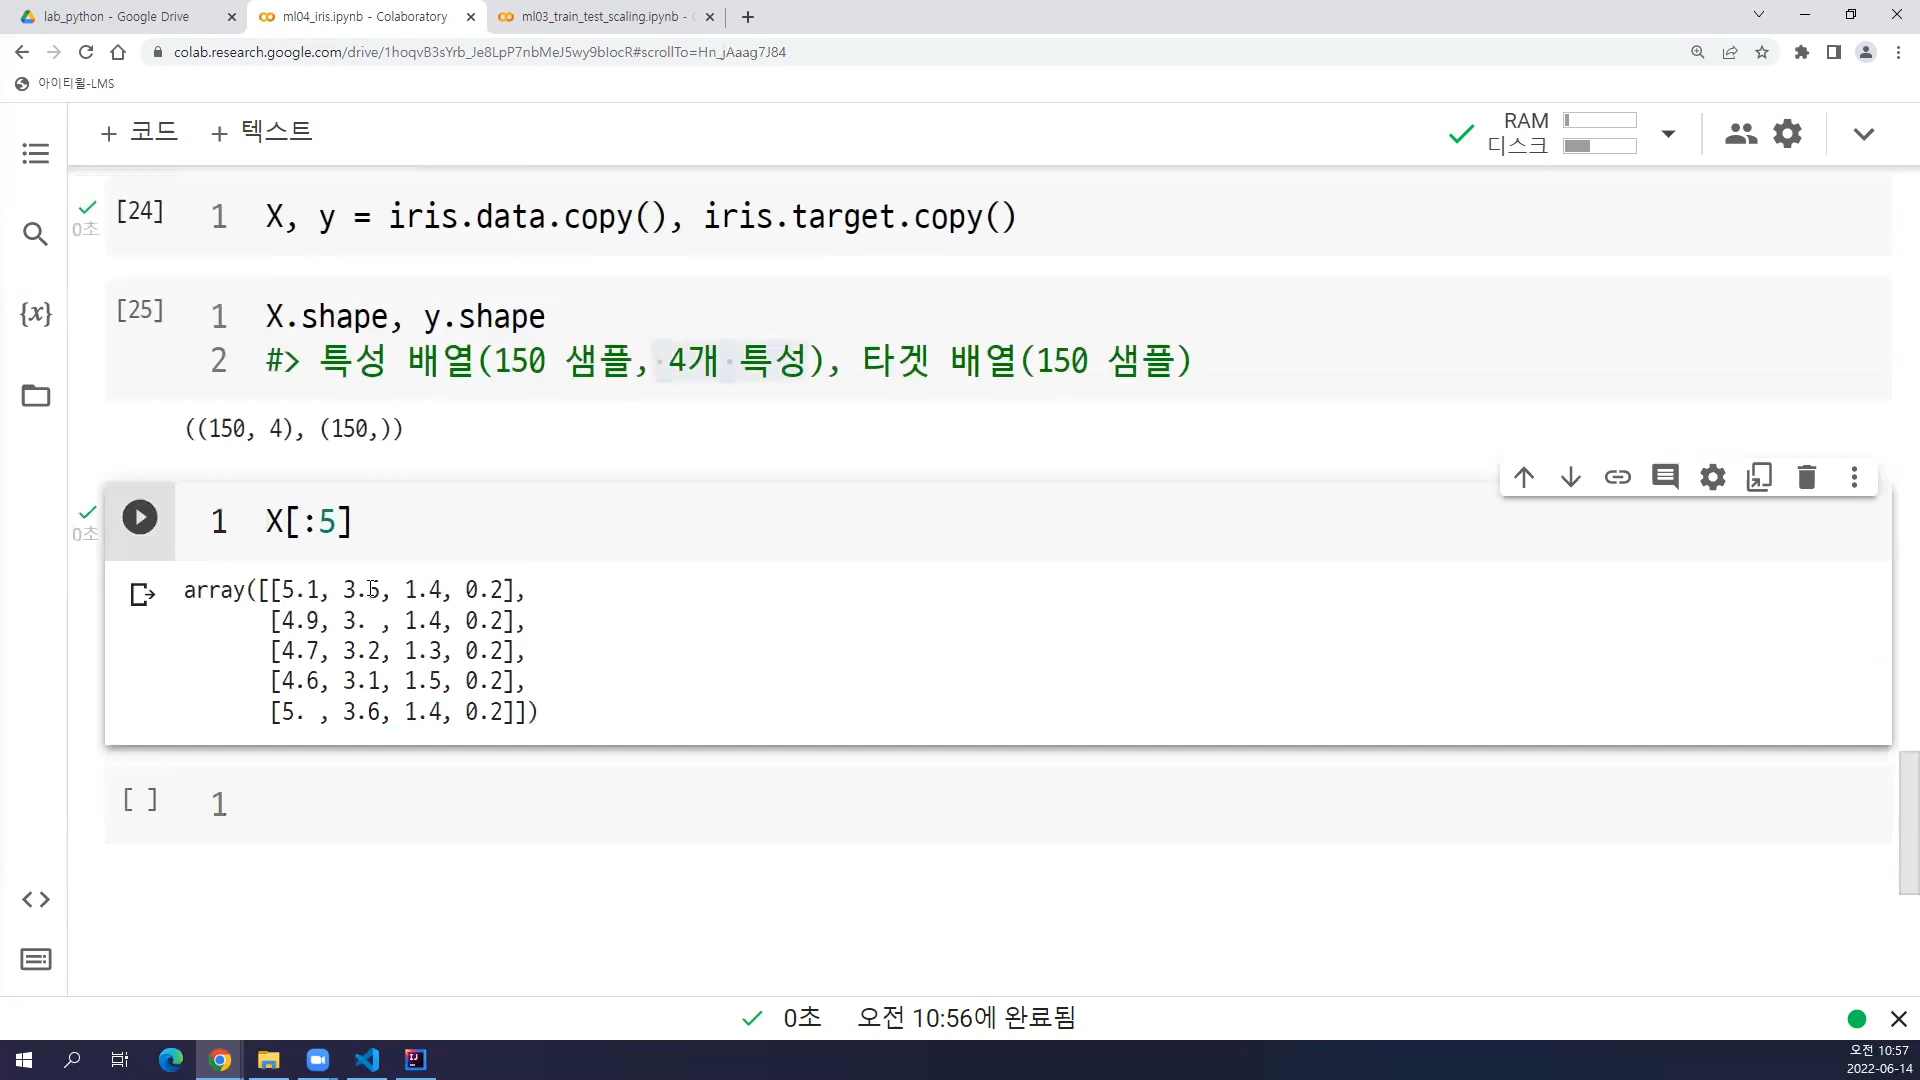 lab_python - Google Drive
ml04_iris.ipynb - Colaboratory
ml03_train_test_scaling.ipynb -
colab.research.google.com/drive/1hoqvB3sYrb_Je8LpP7nbMeJ5wy9bIocR#scrollTo=Hn_jAaag7J84
아이티윌-LMS
+ 코드 + 텍스트
RAM
디스크
[24] 1 X, y = iris.data.copy(), iris.target.copy()
0초
[25] 1 X.shape, y.shape
2 #> 특성 배열(150 샘플, 4개 특성), 타겟 배열(150 샘플)
((150, 4), (150,))
1 X[:5]
0초
array([[5.1, 3.5, 1.4, 0.2],
[4.9, 3. , 1.4, 0.2],
[4.7, 3.2, 1.3, 0.2],
[4.6, 3.1, 1.5, 0.2],
[5. , 3.6, 1.4, 0.2]])
[ ] 1
0초 오전 10:56에 완료됨
오전 10:57
2022-06-14